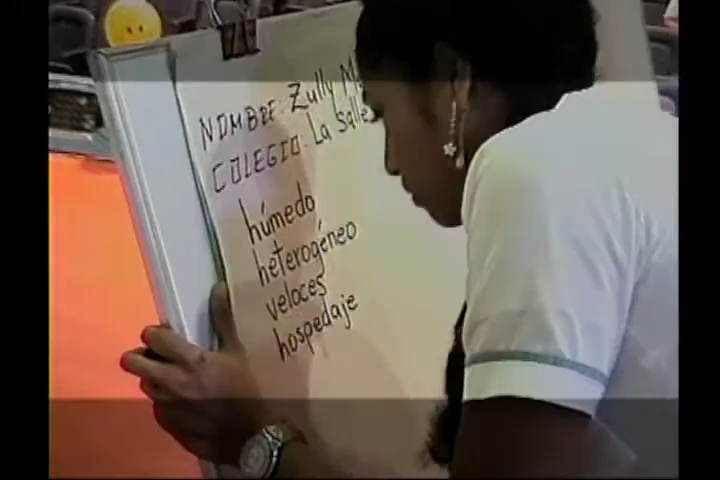 NOMBRE: Zully
COLEGIO: La Salle
húmedo
heterogéneo
veloces
hospedaje